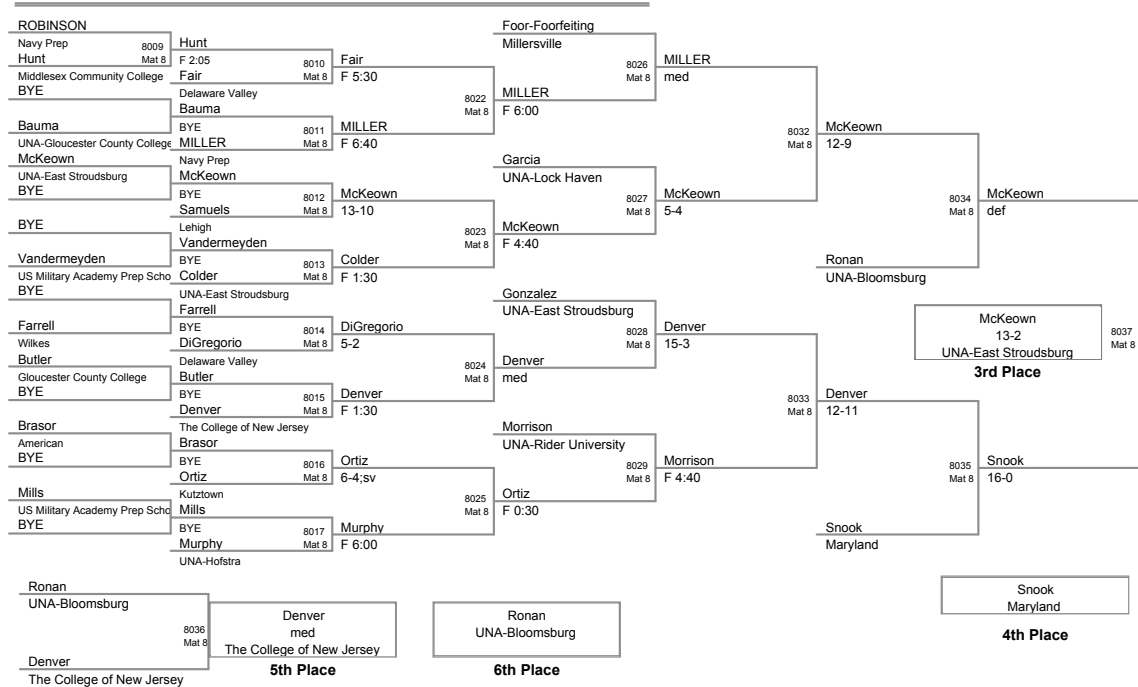 ROBINSON
Navy Prep
8009
Hunt
Mat 8
Middlesex Community College
BYE
Bauma
UNA-Gloucester County College
McKeown
UNA-East Stroudsburg
BYE
BYE
Vandermeyden
US Military Academy Prep Scho
BYE
Farrell
Wilkes
Butler
Gloucester County College
BYE
Brasor
American
BYE
Mills
US Military Academy Prep Scho
BYE
Hunt
F 2:05
8010
Fair
Mat 8
Delaware Valley
Bauma
BYE
8011
MILLER
Mat 8
Navy Prep
McKeown
BYE
8012
Samuels
Mat 8
Lehigh
Vandermeyden
BYE
8013
Colder
Mat 8
UNA-East Stroudsburg
Farrell
BYE
8014
DiGregorio
Mat 8
Delaware Valley
Butler
BYE
8015
Denver
Mat 8
The College of New Jersey
Brasor
BYE
8016
Ortiz
Mat 8
Kutztown
Mills
BYE
8017
Murphy
Mat 8
UNA-Hofstra
Fair
F 5:30
8022
Mat 8
MILLER
F 6:40
McKeown
13-10
8023
Mat 8
Colder
F 1:30
DiGregorio
5-2
8024
Mat 8
Denver
F 1:30
Ortiz
6-4;sv
8025
Mat 8
Murphy
F 6:00
Foor-Foorfeiting
Millersville
8026
Mat 8
MILLER
F 6:00
Garcia
UNA-Lock Haven
8027
Mat 8
McKeown
F 4:40
Gonzalez
UNA-East Stroudsburg
8028
Mat 8
Denver
med
Morrison
UNA-Rider University
8029
Mat 8
Ortiz
F 0:30
MILLER
med
8032
Mat 8
McKeown
5-4
Denver
15-3
8033
Mat 8
Morrison
F 4:40
McKeown
12-9
8034
Mat 8
Ronan
UNA-Bloomsburg
Denver
12-11
8035
Mat 8
Snook
Maryland
McKeown
def
McKeown
13-2
UNA-East Stroudsburg
8037
Mat 8
3rd Place
Snook
16-0
Snook
Maryland
4th Place
Ronan
UNA-Bloomsburg
8036
Mat 8
Denver
The College of New Jersey
Denver
med
The College of New Jersey
5th Place
Ronan
UNA-Bloomsburg
6th Place